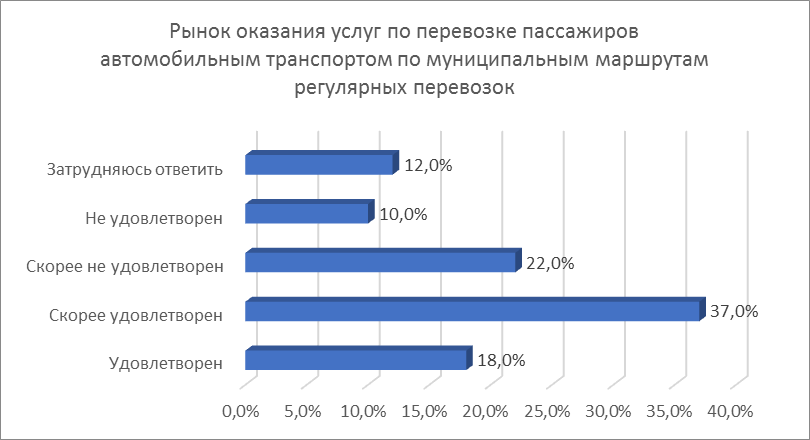 Рынок оказания услуг по перевозке пассажиров
автомобильным транспортом по муниципальным маршрутам
регулярных перевозок
Затрудняюсь ответить 12,0%
Не удовлетворен 10,0%
Скорее не удовлетворен 22,0%
Скорее удовлетворен 37,0%
Удовлетворен 18,0%
0,0% 5,0% 10,0% 15,0% 20,0% 25,0% 30,0% 35,0% 40,0%